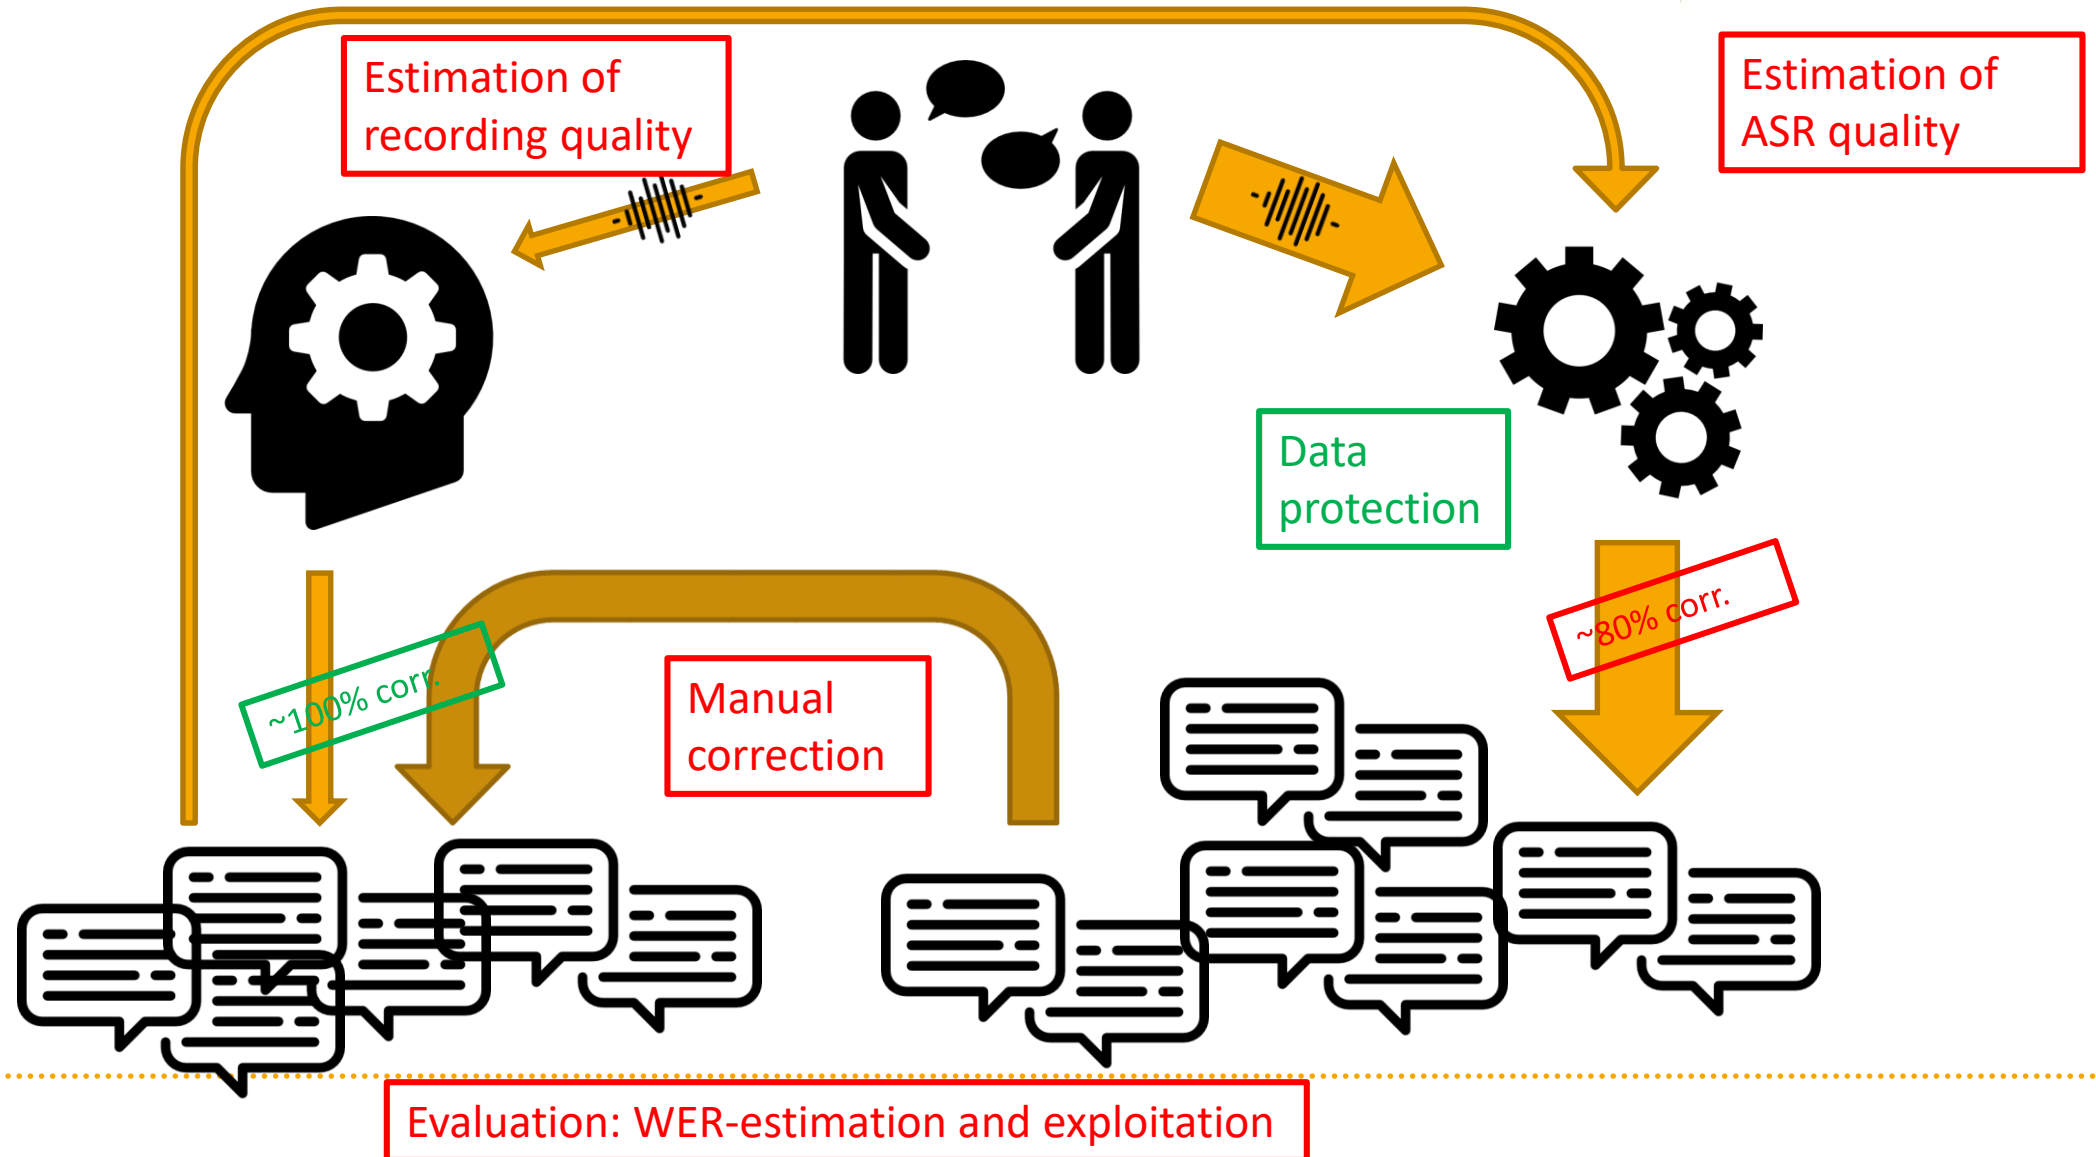 Estimation of
recording quality
Estimation of
ASR quality
Data
protection
~80% corr.
~100% corr.
Manual
correction
Evaluation: WER-estimation and exploitation